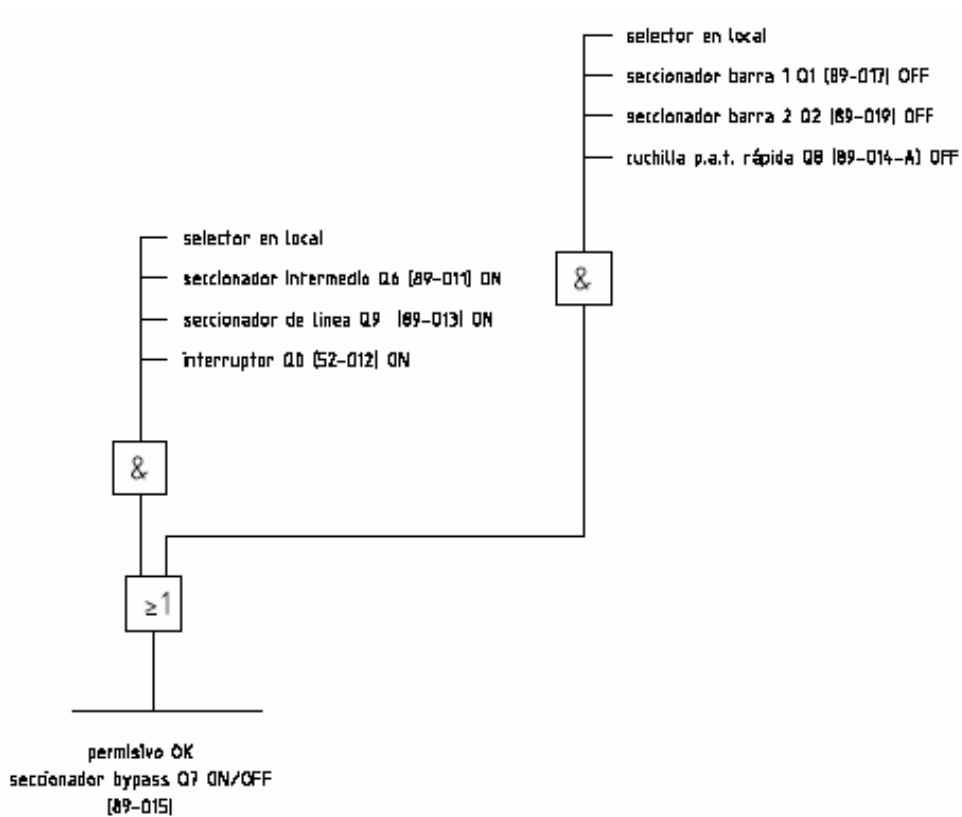 selector en local
seccionador barra 1 Q1 (89-017) OFF
seccionador barra 2 Q2 (89-019) OFF
cuchilla p.a.t. rápida Q8 (89-014-A) OFF
&
selector en local
seccionador intermedio Q6 (89-011) ON
seccionador de línea Q9 (89-013) ON
interruptor Q0 (52-012) ON
&
≥1
permisivo OK
seccionador bypass Q7 ON/OFF
(89-015)